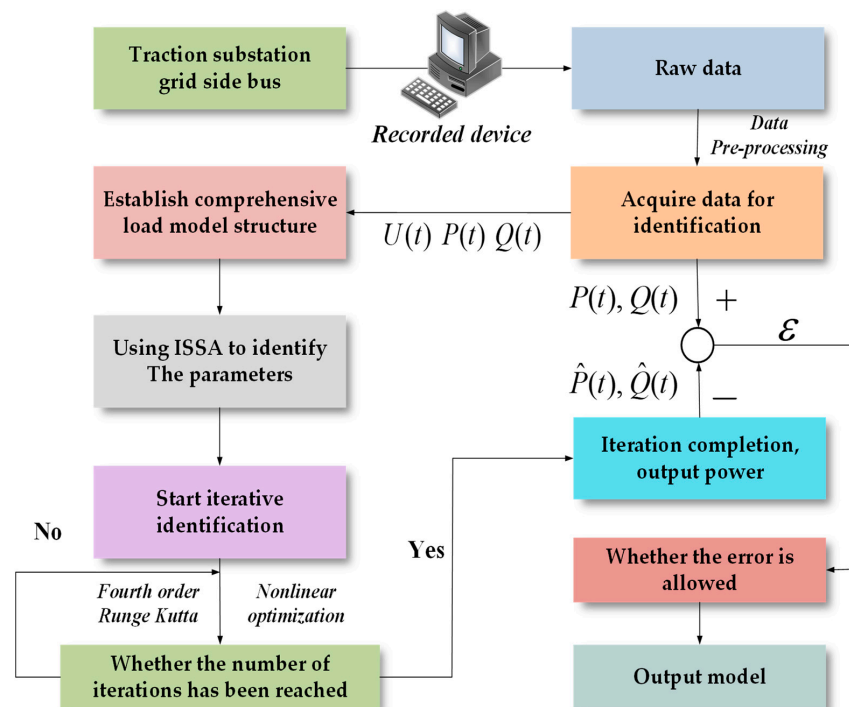 Traction substation
grid side bus
Recorded device
Raw data
Data
Pre-processing
Establish comprehensive
load model structure
U(t) P(t) Q(t)
Acquire data for
identification
P(t), Q(t) +
ε
Using ISSA to identify
The parameters
P̂(t), Q̂(t) −
Iteration completion,
output power
Start iterative
identification
No
Yes
Fourth order
Runge Kutta
Nonlinear
optimization
Whether the error is
allowed
Whether the number of
iterations has been reached
Output model